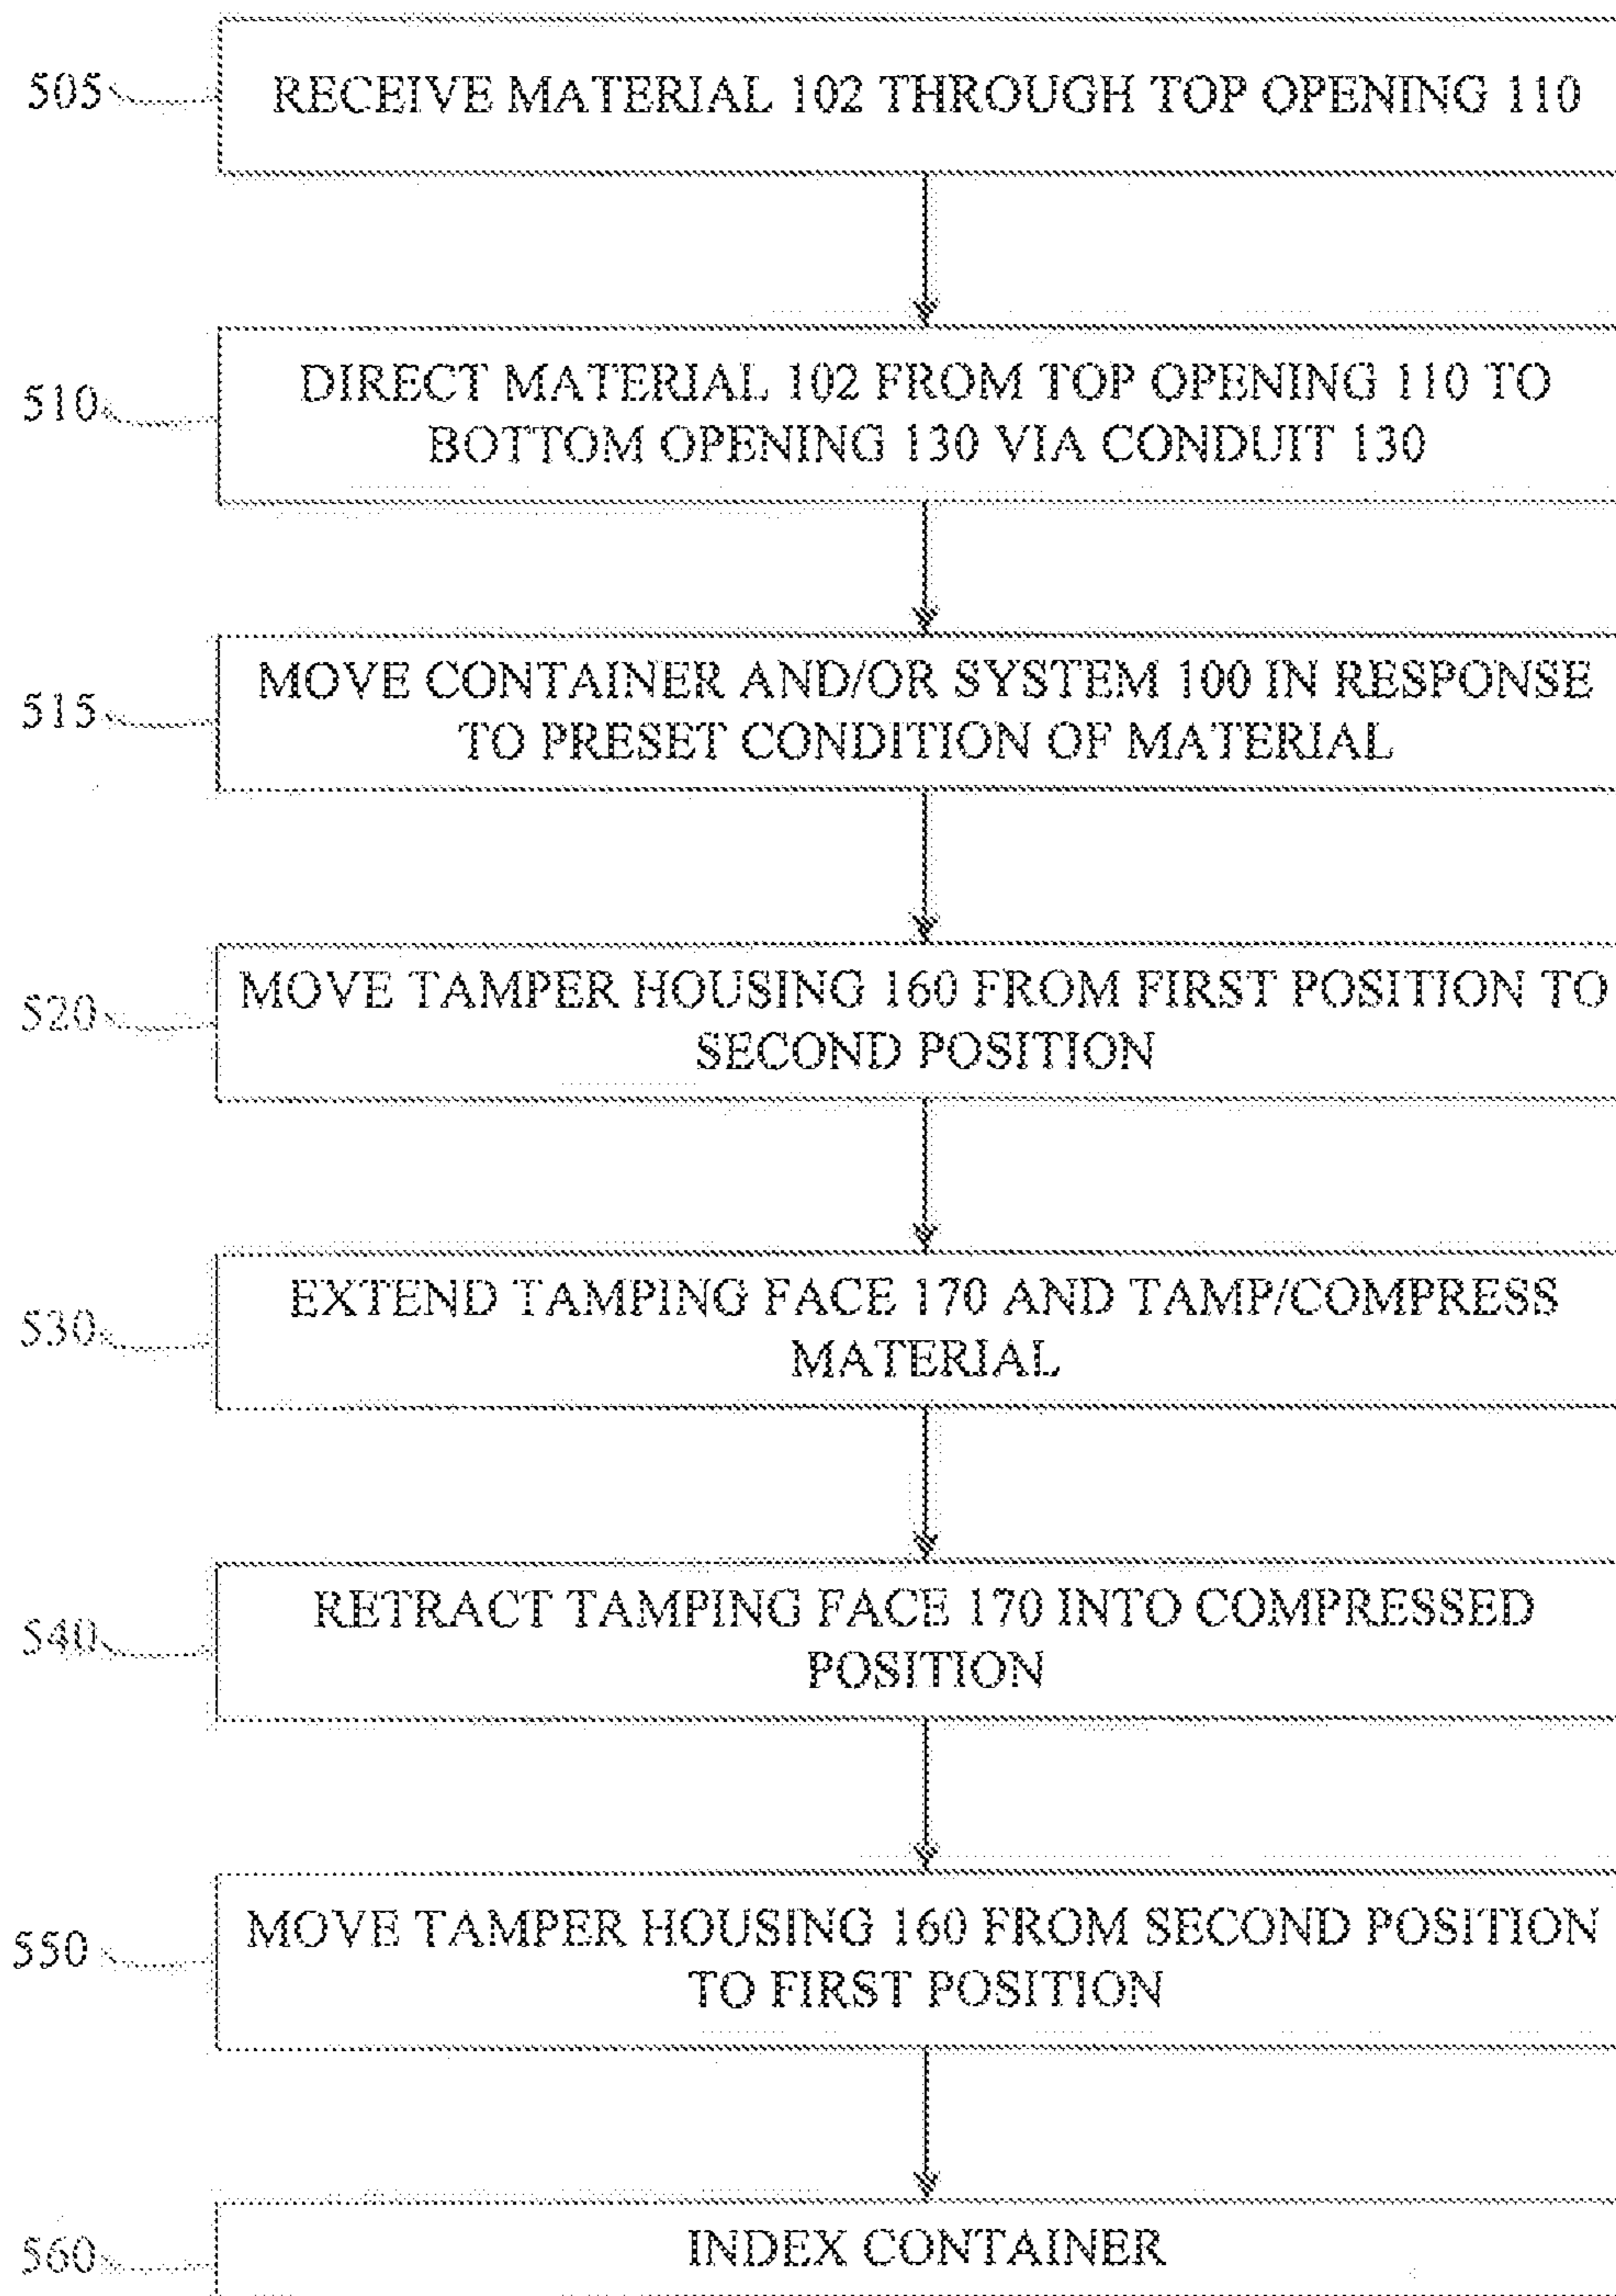 505
RECEIVE MATERIAL 102 THROUGH TOP OPENING 110
510
DIRECT MATERIAL 102 FROM TOP OPENING 110 TO
BOTTOM OPENING 130 VIA CONDUIT 130
515
MOVE CONTAINER AND/OR SYSTEM 100 IN RESPONSE
TO PRESET CONDITION OF MATERIAL
520
MOVE TAMPER HOUSING 160 FROM FIRST POSITION TO
SECOND POSITION
530
EXTEND TAMPING FACE 170 AND TAMP/COMPRESS
MATERIAL
540
RETRACT TAMPING FACE 170 INTO COMPRESSED
POSITION
550
MOVE TAMPER HOUSING 160 FROM SECOND POSITION
TO FIRST POSITION
560
INDEX CONTAINER